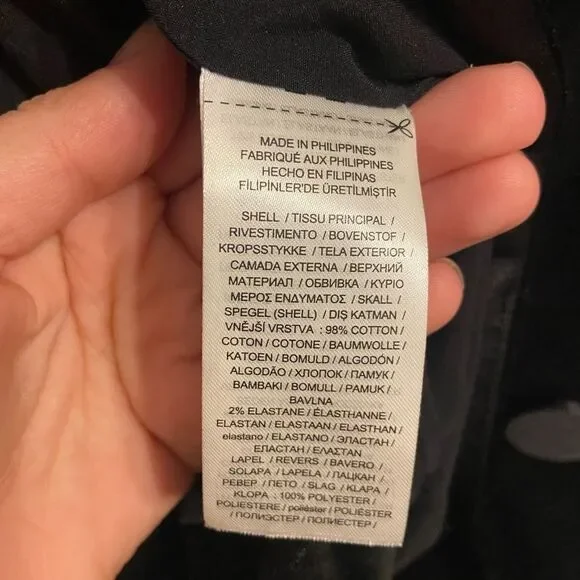 MADE IN PHILIPPINES
FABRIQUÉ AUX PHILIPPINES
HECHO EN FILIPINAS
FİLİPİNLER'DE ÜRETİLMİŞTİR
SHELL / TISSU PRINCIPAL /
RIVESTIMENTO / BOVENSTOF /
KROPSSTYKKE / TELA EXTERIOR /
CAMADA EXTERNA / ВЕРХНИЙ
МАТЕРИАЛ / ОБВИВКА / ΚΥΡΙΟ
ΜΕΡΟΣ ΕΝΔΥΜΑΤΟΣ / SKALL /
SPEGEL (SHELL) / DIŞ KATMAN /
VNĚJŠÍ VRSTVA : 98% COTTON /
COTON / COTONE / BAUMWOLLE /
KATOEN / BOMULD / ALGODÓN /
ALGODÃO / ХЛОПОК / ПАМУК /
ΒΑΜΒΑΚΙ / BOMULL / PAMUK /
BAVLNA
2% ELASTANE / ÉLASTHANNE /
ELASTAN / ELASTAAN / ELASTHAN /
elastano / ELASTANO / ЭЛАСТАН /
ЕЛАСТАН / ΕΛΑΣΤΑΝ
LAPEL / REVERS / BAVERO /
SOLAPA / LAPELA / ЛАЦКАН /
РЕВЕР / ΠΕΤΟ / SLAG / KLAPA /
KLOPA : 100% POLYESTER /
POLIESTERE / poliéster / POLIÉSTER
/ ПОЛИЭСТЕР / ПОЛИЕСТЕР /